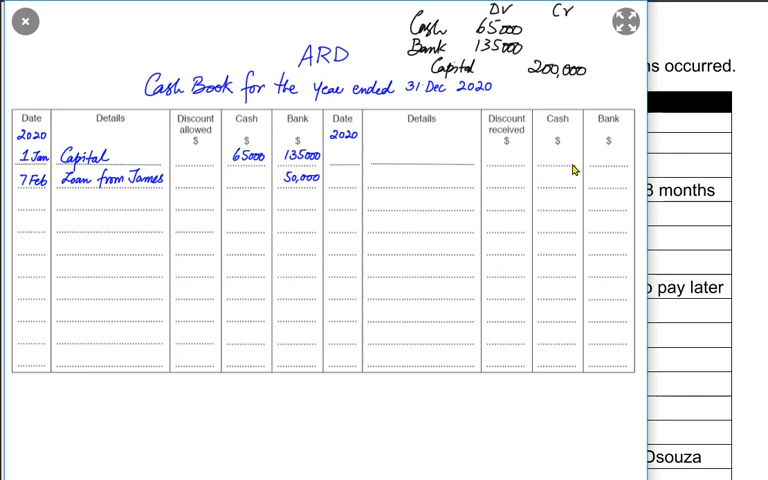 Dr Cr
Cash 65000
Bank 135000
Capital 200,000
ARD
Cash Book for the year ended 31 Dec 2020
Date Details Discount allowed $ Cash $ Bank $ Date Details Discount received $ Cash $ Bank $
2020 2020
1 Jan Capital 65000 135000
7 Feb Loan from James 50,000
ns occurred.
3 months
o pay later
Dsouza